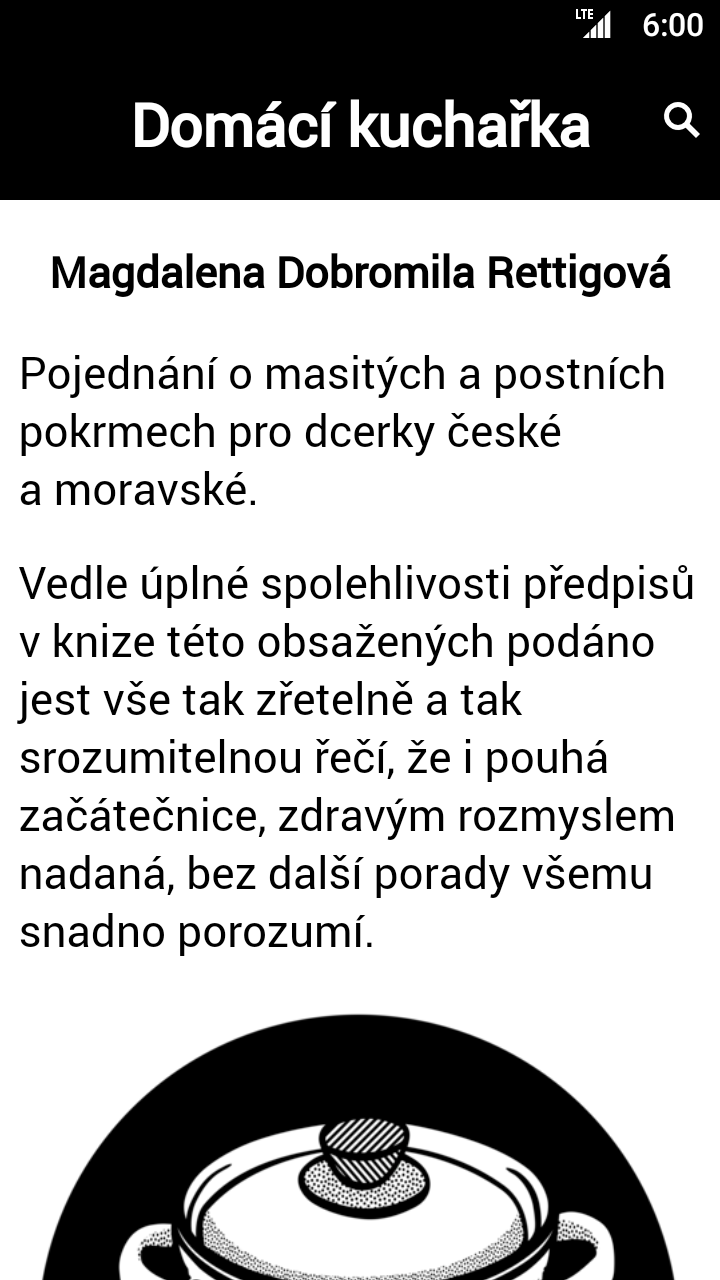 LTE 6:00
Domácí kuchařka
Magdalena Dobromila Rettigová
Pojednání o masitých a postních
pokrmech pro dcerky české
a moravské.
Vedle úplné spolehlivosti předpisů
v knize této obsažených podáno
jest vše tak zřetelně a tak
srozumitelnou řečí, že i pouhá
začátečnice, zdravým rozmyslem
nadaná, bez další porady všemu
snadno porozumí.